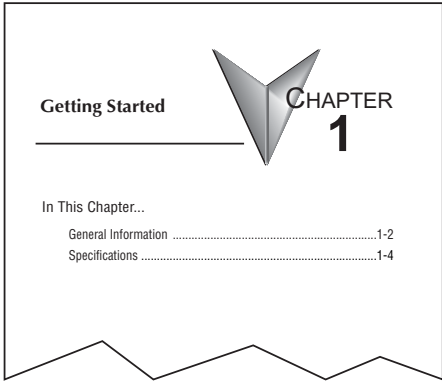 Getting Started
CHAPTER
1
In This Chapter...
General Information ...................................................................1-2
Specifications ..............................................................................1-4